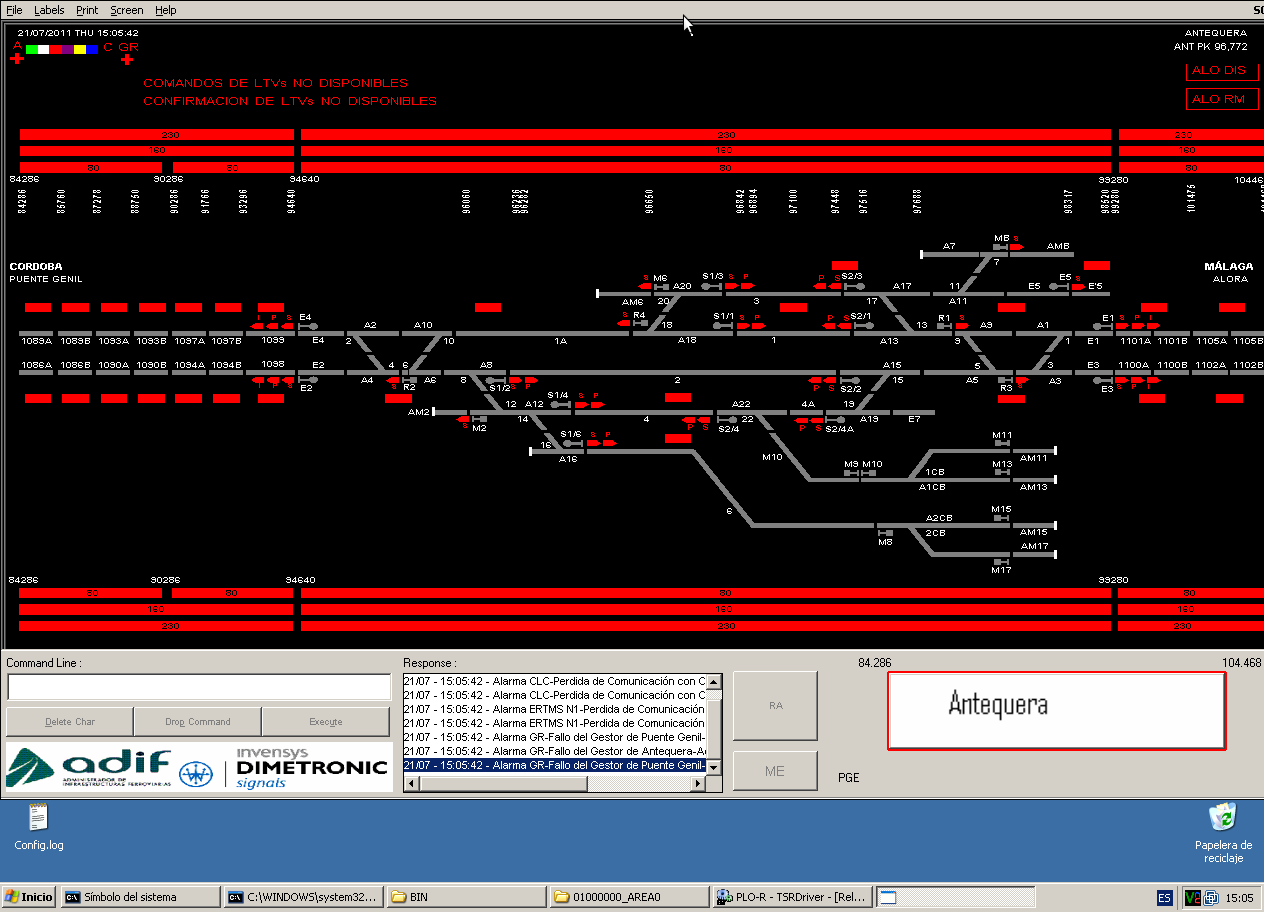 File Labels Print Screen Help
21/07/2011 THU 15:05:42
A C GR
ANTEQUERA
ANT PK 96,772
ALO DIS
ALO RM
COMANDOS DE LTVs NO DISPONIBLES
CONFIRMACION DE LTVs NO DISPONIBLES
230 230 230
160 160 160
80 80 80 80
84286 90286 94640 99280
84286 85760 87278 88750 90286 91766 93296 94640 96060 96262 96650 96842 96894 97100 97448 97516 97688 98317 98520 99280 101475
CORDOBA
PUENTE GENIL
MÁLAGA
ALORA
A7 M8 S AM8
7
S M6 A20 S1/3 S P P S S2/3 A17 11 E5 E5 S E'5
AM6 20 3 17 A11
I P S E4 S R4 18 S1/1 S P P S S2/1 13 R1 S A9 A1 E1 S P I
1089A 1089B 1093A 1093B 1097A 1097B 1099 E4 2 A2 A10 10 1A A18 1 A13 9 1 E1 1101A 1101B 1105A 1105B
1086A 1086B 1090A 1090B 1094A 1094B 1098 E2 4 6 A8 2 A15 5 3 E3 1100A 1100B 1102A 1102B
I P S E2 A4 S R2 A6 8 S1/2 S P P S S2/2 15 A5 R3 S A3 E3 S P I
AM2 12 A12 S1/4 S P A22 4A 19
S M2 14 4 P S S2/4 22 P S S2/4A A19 E7
16 S1/6 S P
A16
M10 M9 M10
M11
1CB AM11
M13
A1CB AM13
6
M15
A2CB
2CB AM15
M8 AM17
M17
84286 90286 94640 99280
80 80 80 80
160 160 160
230 230 230
Command Line :
Delete Char Drop Command Execute
adif
ADMINISTRADOR DE INFRAESTRUCTURAS FERROVIARIAS
invensys
DIMETRONIC
signals
Response :
21/07 - 15:05:42 - Alarma CLC-Perdida de Comunicación con C
21/07 - 15:05:42 - Alarma CLC-Perdida de Comunicación con C
21/07 - 15:05:42 - Alarma ERTMS N1-Perdida de Comunicación
21/07 - 15:05:42 - Alarma ERTMS N1-Perdida de Comunicación
21/07 - 15:05:42 - Alarma GR-Fallo del Gestor de Puente Genil-
21/07 - 15:05:42 - Alarma GR-Fallo del Gestor de Antequera-A
21/07 - 15:05:42 - Alarma GR-Fallo del Gestor de Puente Genil-
RA
ME
84.286 104.468
Antequera
PGE
Config.log
Papelera de
reciclaje
Inicio Símbolo del sistema C:\WINDOWS\system32... BIN 01000000_AREA0 PLO-R - TSRDriver - [Rel... ES 15:05